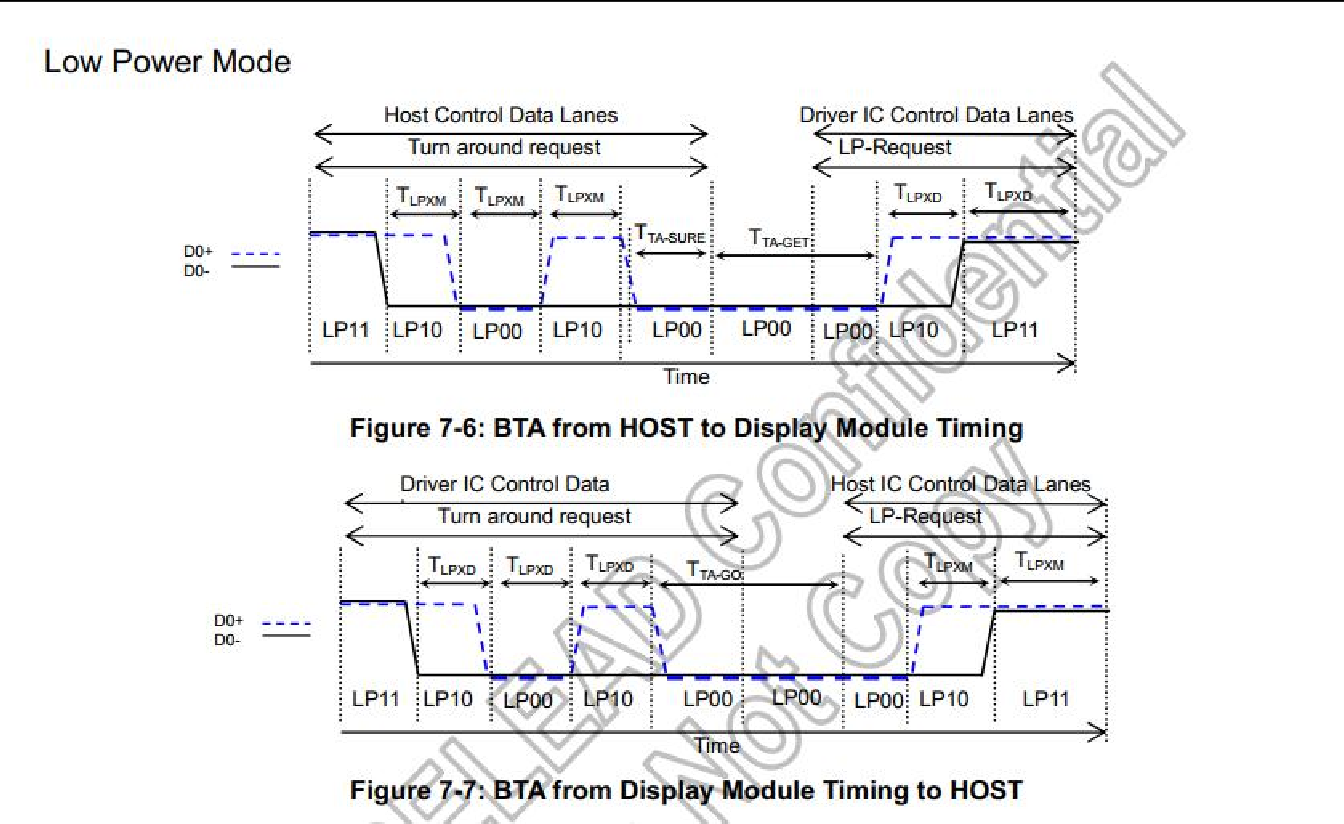 Low Power Mode
Host Control Data Lanes
Driver IC Control Data Lanes
Turn around request
LP-Request
TLPXM TLPXM TLPXM TLPXD TLPXD
TTA-SURE TTA-GET
D0+
D0-
LP11 LP10 LP00 LP10 LP00 LP00 LP00 LP10 LP11
Time
Figure 7-6: BTA from HOST to Display Module Timing
Driver IC Control Data
Host IC Control Data Lanes
Turn around request
LP-Request
TLPXD TLPXD TLPXD TTA-GO TLPXM TLPXM
D0+
D0-
LP11 LP10 LP00 LP10 LP00 LP00 LP00 LP10 LP11
Time
Figure 7-7: BTA from Display Module Timing to HOST
Confidential
Not Copy